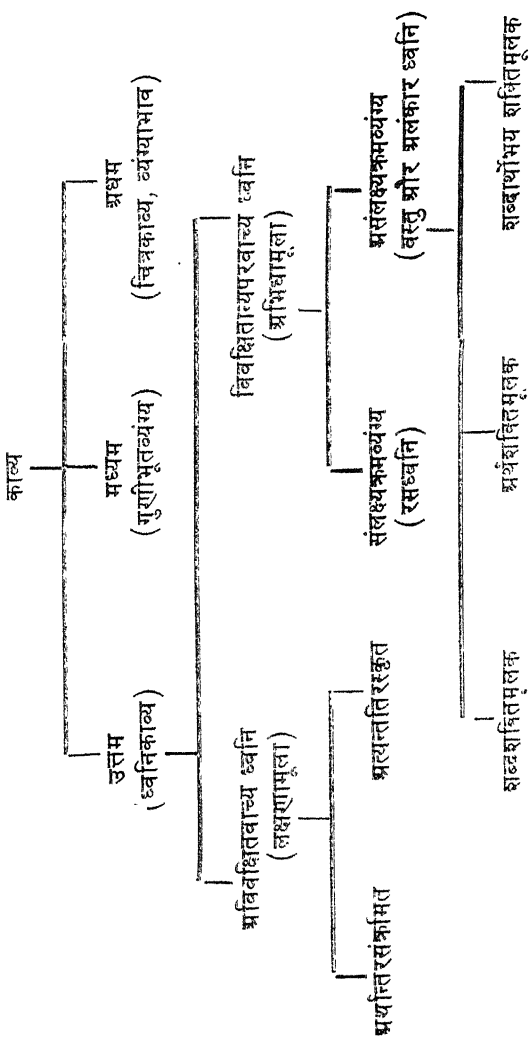 काव्य
उत्तम
(ध्वनिकाव्य)
मध्यम
(गुणीभूतव्यंग्य)
अधम
(चित्रकाव्य, व्यंग्याभाव)
अविवक्षितवाच्य ध्वनि
(लक्षणामूला)
विवक्षितान्यपरवाच्य ध्वनि
(अभिधामूला)
अर्थान्तरसंक्रमित
अत्यन्ततिरस्कृत
संलक्ष्यक्रमव्यंग्य
(रसध्वनि)
असंलक्ष्यक्रमव्यंग्य
(वस्तु और अलंकार ध्वनि)
शब्दशक्तिमूलक
अर्थशक्तिमूलक
शब्दार्थोभय शक्तिमूलक